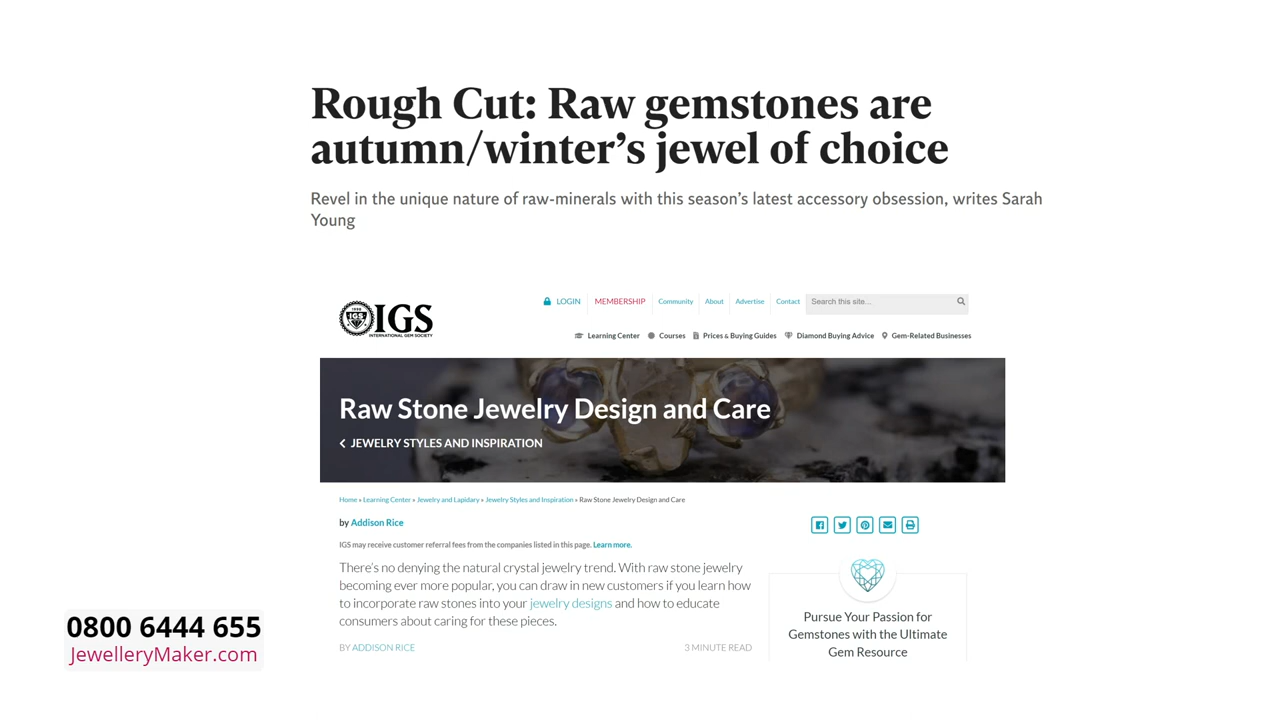 Rough Cut: Raw gemstones are
autumn/winter’s jewel of choice
Revel in the unique nature of raw-minerals with this season’s latest accessory obsession, writes Sarah
Young
IGS
INTERNATIONAL GEM SOCIETY
LOGIN
MEMBERSHIP
Community
About
Advertise
Contact
Search this site...
Learning Center
Courses
Prices & Buying Guides
Diamond Buying Advice
Gem-Related Businesses
Raw Stone Jewelry Design and Care
JEWELRY STYLES AND INSPIRATION
Home » Learning Center » Jewelry and Lapidary » Jewelry Styles and Inspiration » Raw Stone Jewelry Design and Care
by Addison Rice
IGS may receive customer referral fees from the companies listed in this page. Learn more.
There’s no denying the natural crystal jewelry trend. With raw stone jewelry
becoming ever more popular, you can draw in new customers if you learn how
to incorporate raw stones into your jewelry designs and how to educate
consumers about caring for these pieces.
BY ADDISON RICE
3 MINUTE READ
Pursue Your Passion for
Gemstones with the Ultimate
Gem Resource
0800 6444 655
JewelleryMaker.com